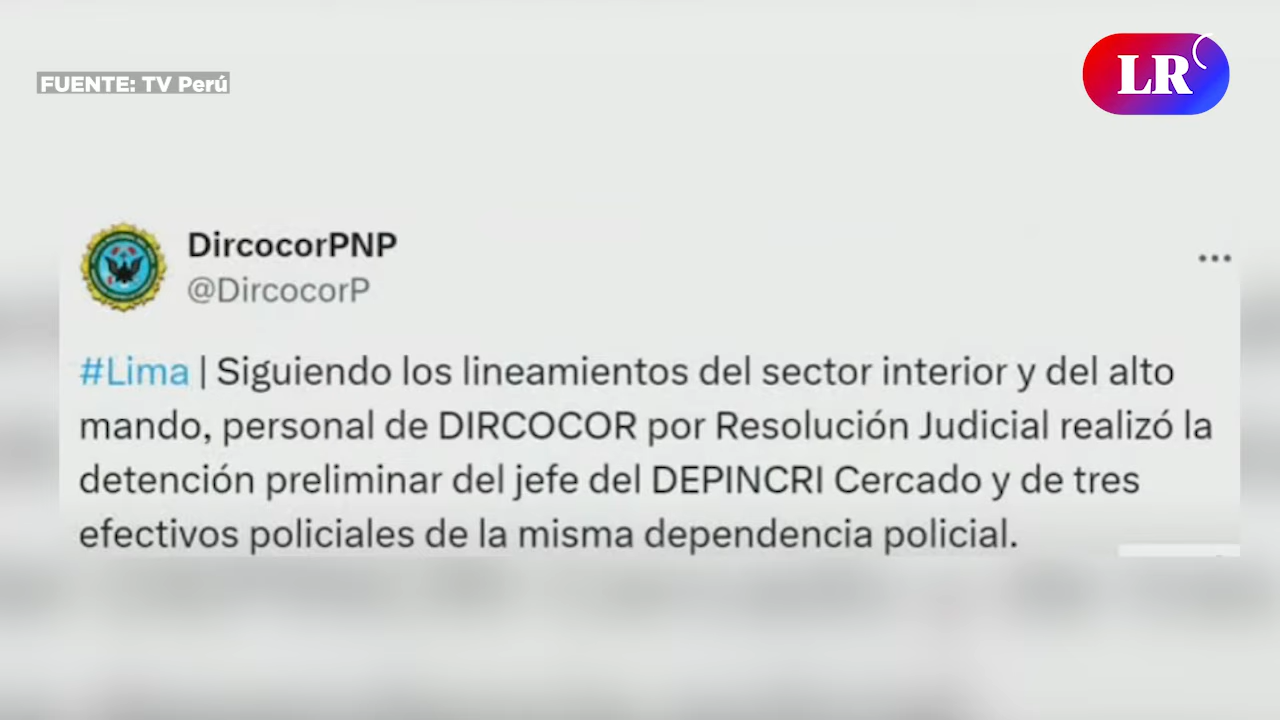 FUENTE: TV Perú
LR
DircocorPNP
@DircocorP
#Lima | Siguiendo los lineamientos del sector interior y del alto
mando, personal de DIRCOCOR por Resolución Judicial realizó la
detención preliminar del jefe del DEPINCRI Cercado y de tres
efectivos policiales de la misma dependencia policial.